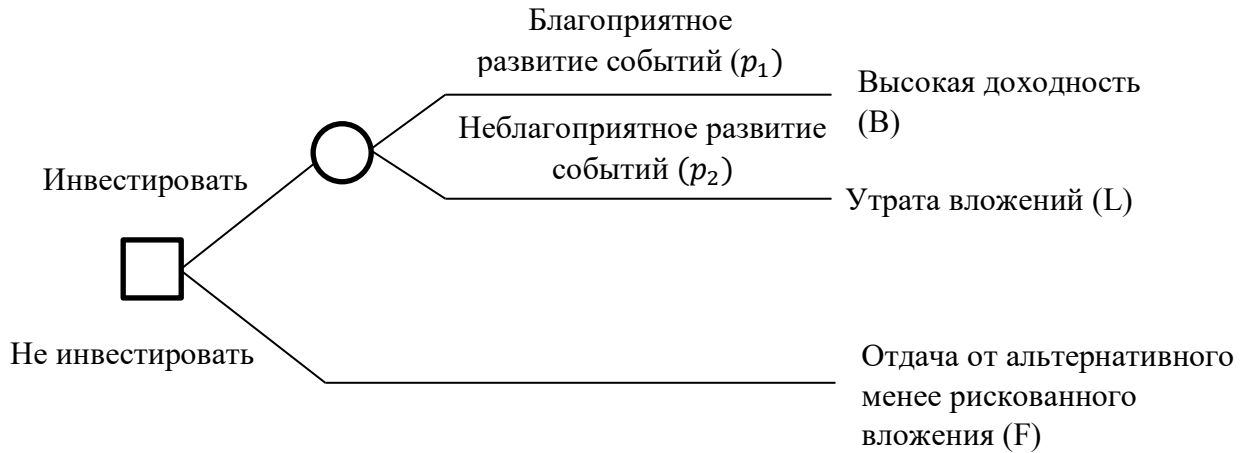 Благоприятное
развитие событий (𝑝₁)
Высокая доходность
(B)
Неблагоприятное развитие
событий (𝑝₂)
Инвестировать
Утрата вложений (L)
Не инвестировать
Отдача от альтернативного
менее рискованного
вложения (F)